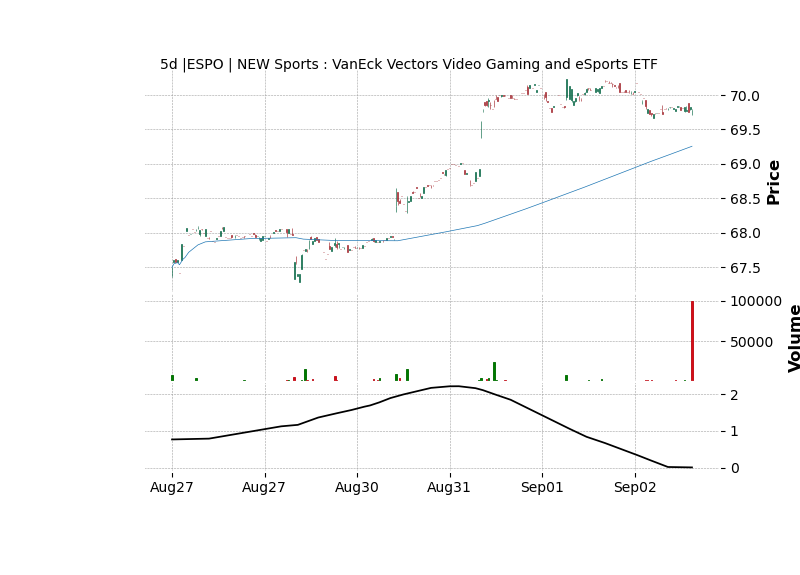 5d |ESPO | NEW Sports : VanEck Vectors Video Gaming and eSports ETF
70.0
69.5
69.0
68.5
68.0
67.5
Price
100000
50000
Volume
2
1
0
Aug27 Aug27 Aug30 Aug31 Sep01 Sep02